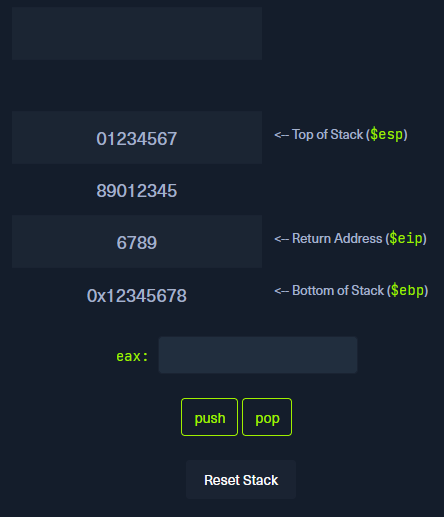 01234567 <-- Top of Stack ($esp)
89012345
6789 <-- Return Address ($eip)
0x12345678 <-- Bottom of Stack ($ebp)
eax:
push pop
Reset Stack